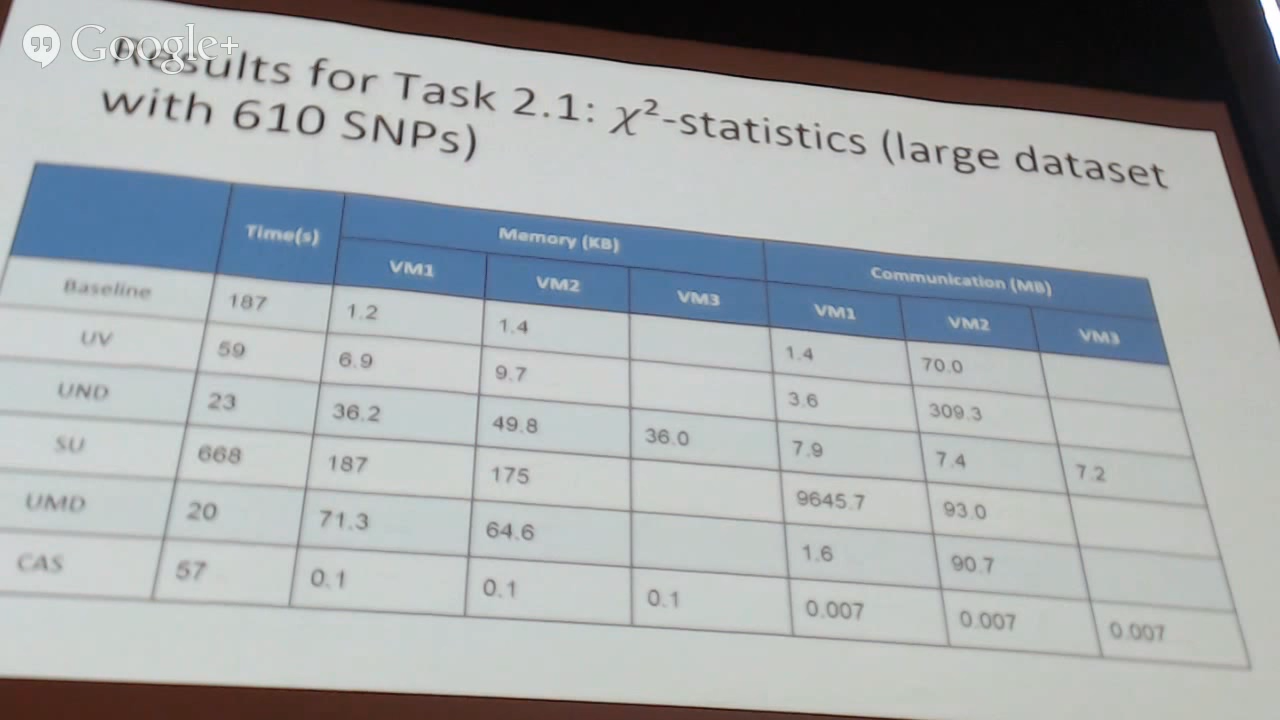 Google+
Results for Task 2.1: χ²-statistics (large dataset
with 610 SNPs)
Time(s) Memory (KB) Communication (MB)
VM1 VM2 VM3 VM1 VM2 VM3
Baseline 187 1.2 1.4 1.4 70.0
UV 59 6.9 9.7 3.6 309.3
UND 23 36.2 49.8 36.0 7.9 7.4 7.2
SU 668 187 175 9645.7 93.0
UMD 20 71.3 64.6 1.6 90.7
CAS 57 0.1 0.1 0.1 0.007 0.007 0.007